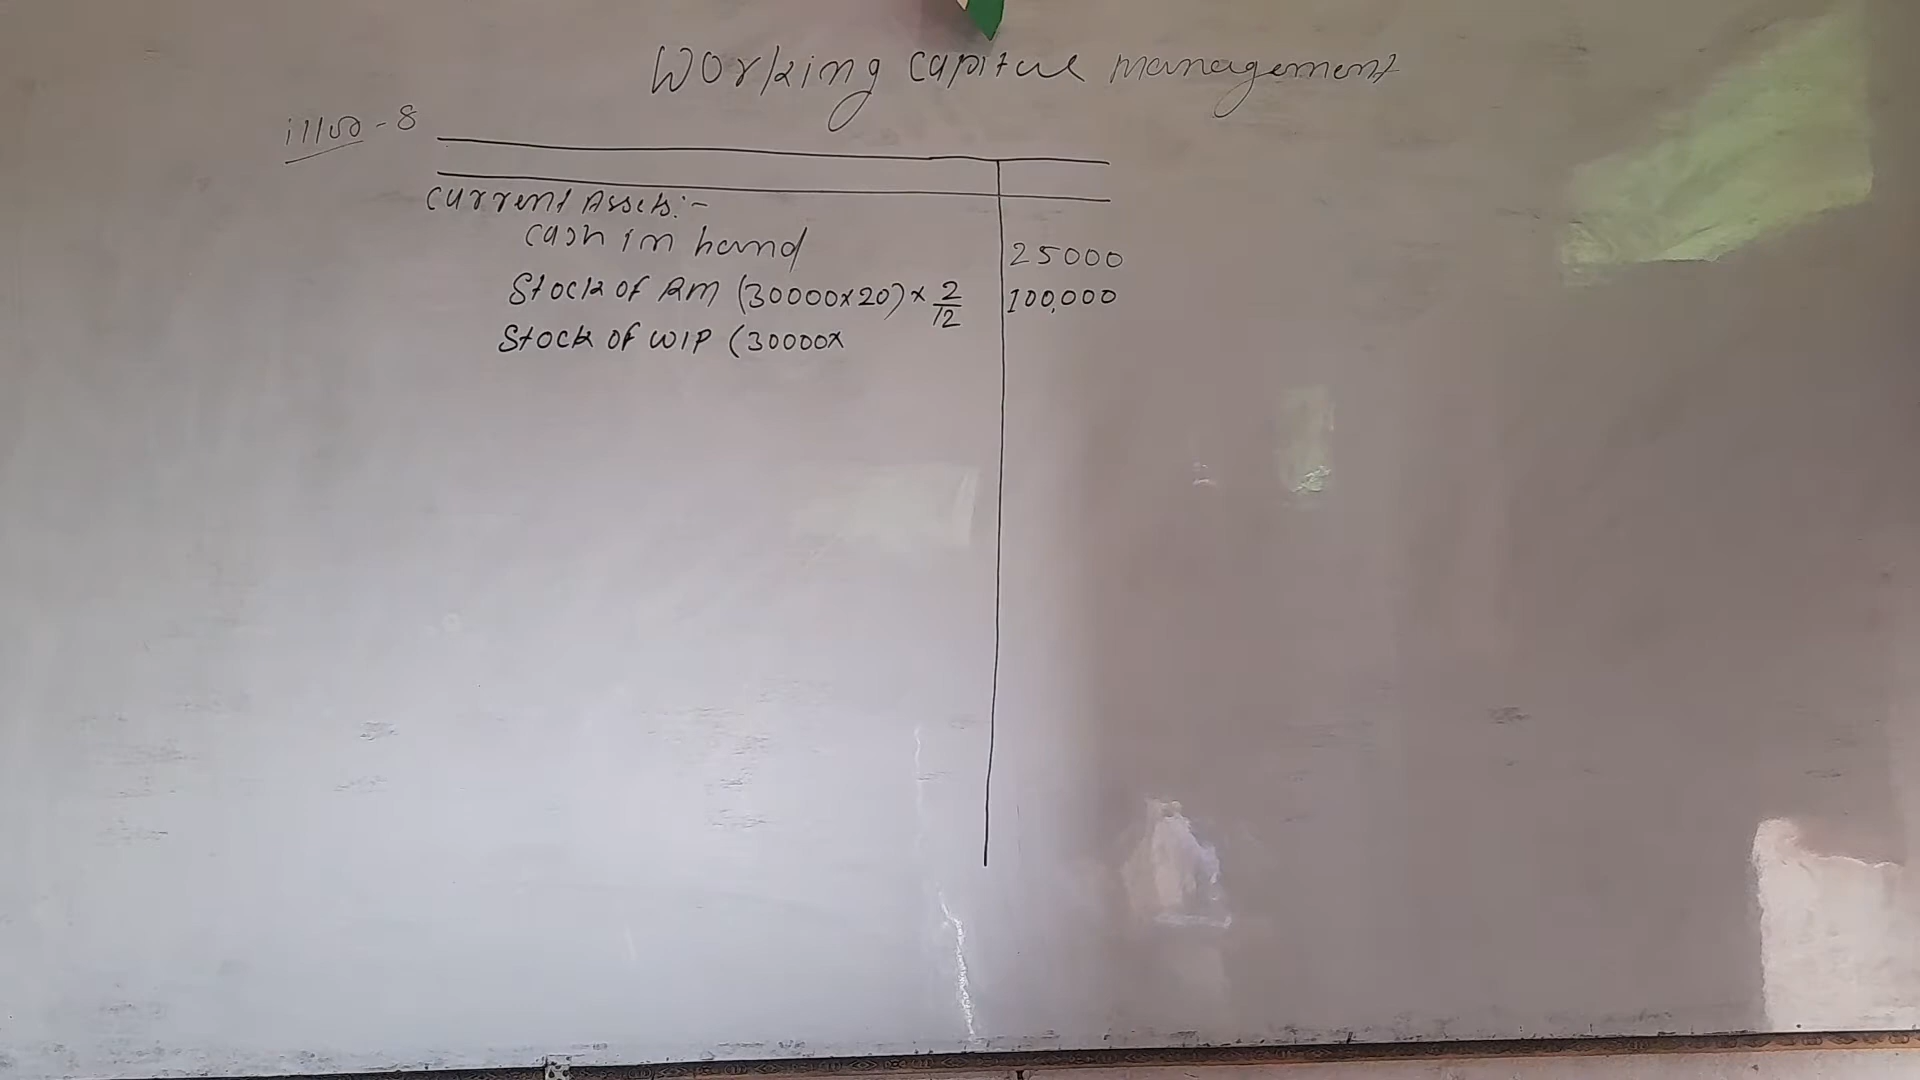 Working capital management
illus - 8
Current Assets:-
Cash in hand 25000
Stock of RM (30000x20) x 2/12 100,000
Stock of WIP (30000x